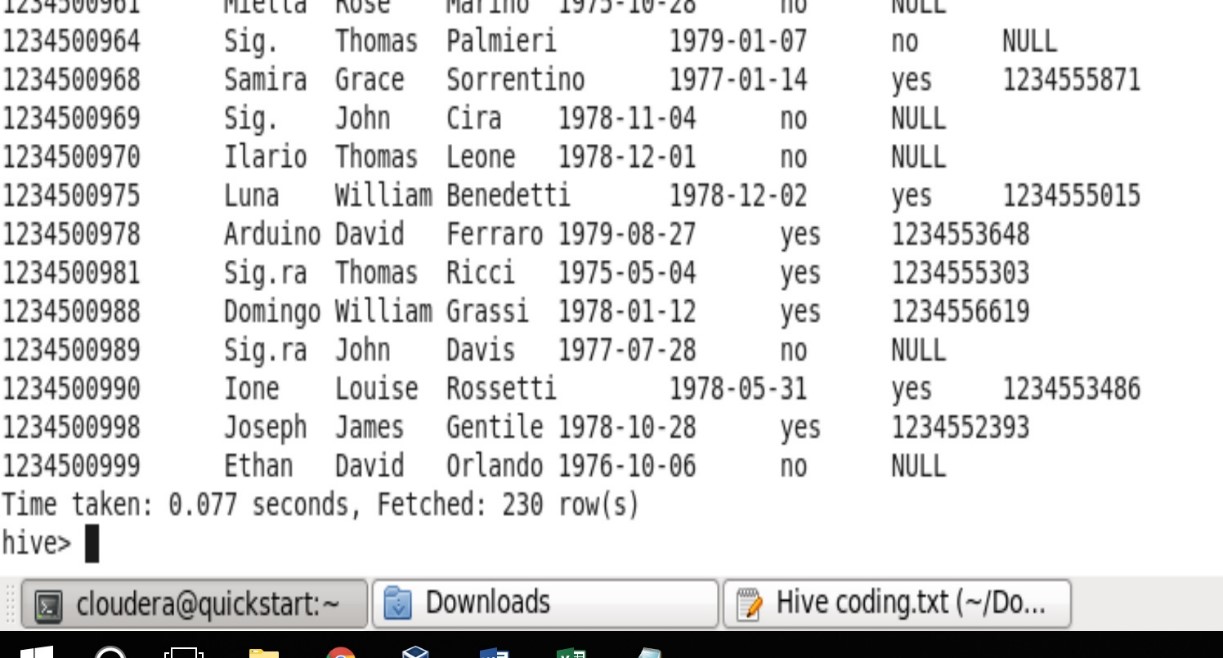 1234500961 Miella Rose Marino 1975-10-28 no NULL
1234500964 Sig. Thomas Palmieri 1979-01-07 no NULL
1234500968 Samira Grace Sorrentino 1977-01-14 yes 1234555871
1234500969 Sig. John Cira 1978-11-04 no NULL
1234500970 Ilario Thomas Leone 1978-12-01 no NULL
1234500975 Luna William Benedetti 1978-12-02 yes 1234555015
1234500978 Arduino David Ferraro 1979-08-27 yes 1234553648
1234500981 Sig.ra Thomas Ricci 1975-05-04 yes 1234555303
1234500988 Domingo William Grassi 1978-01-12 yes 1234556619
1234500989 Sig.ra John Davis 1977-07-28 no NULL
1234500990 Ione Louise Rossetti 1978-05-31 yes 1234553486
1234500998 Joseph James Gentile 1978-10-28 yes 1234552393
1234500999 Ethan David Orlando 1976-10-06 no NULL
Time taken: 0.077 seconds, Fetched: 230 row(s)
hive>
cloudera@quickstart:~ Downloads Hive coding.txt (~/Do...